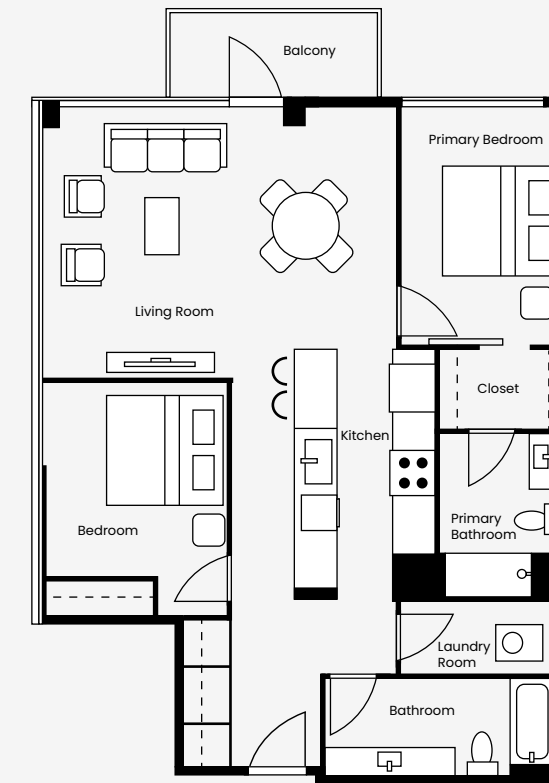 Balcony
Primary Bedroom
Living Room
Closet
Kitchen
Bedroom
Primary
Bathroom
Laundry
Room
Bathroom